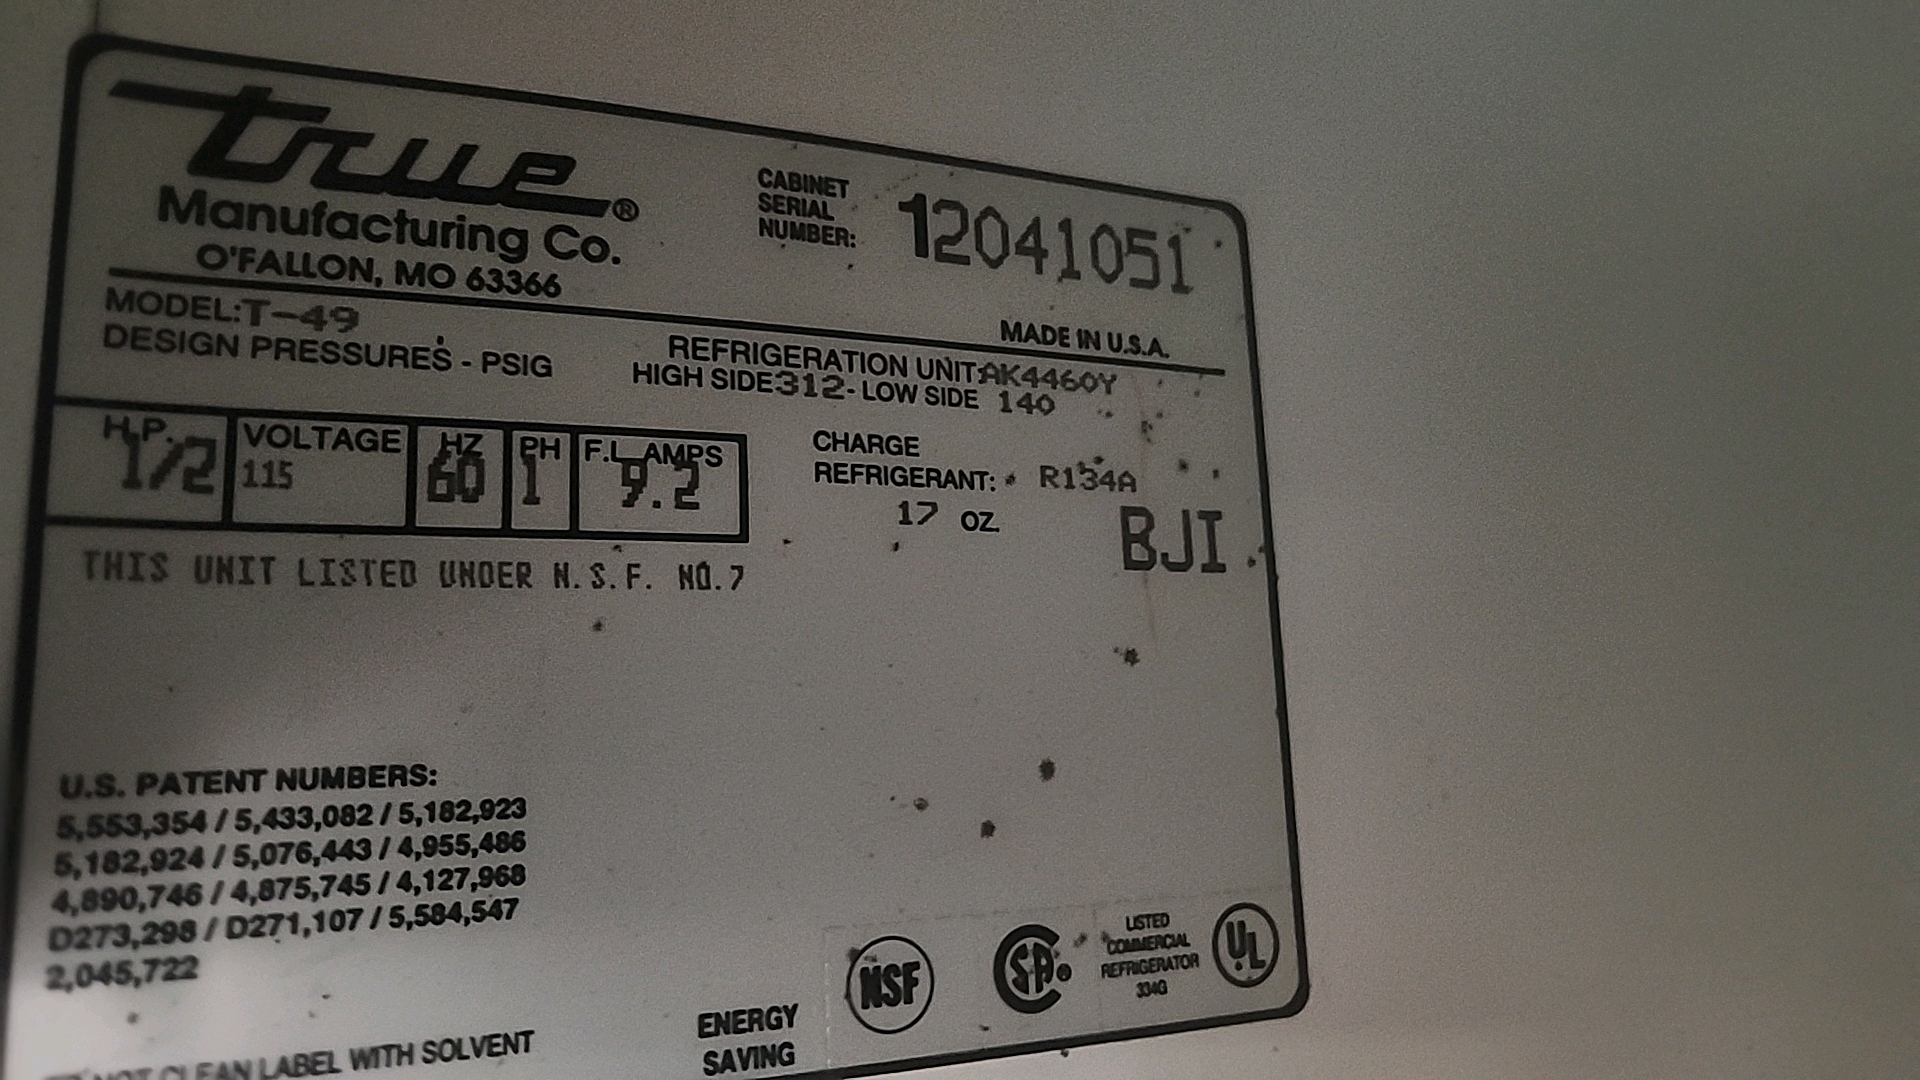 true®
Manufacturing Co.
O'FALLON, MO 63366
CABINET
SERIAL
NUMBER: 12041051
MADE IN U.S.A.
MODEL: T-49
REFRIGERATION UNIT: AK4460Y
DESIGN PRESSURES - PSIG HIGH SIDE 312 - LOW SIDE 140
H.P. VOLTAGE HZ PH F.L. AMPS
1/2 115 60 1 9.2
CHARGE
REFRIGERANT: R134A
17 OZ.
BJI
THIS UNIT LISTED UNDER N.S.F. NO.7
U.S. PATENT NUMBERS:
5,553,354 / 5,433,082 / 5,182,923
5,182,924 / 5,076,443 / 4,955,486
4,890,746 / 4,875,745 / 4,127,968
D273,298 / D271,107 / 5,584,547
2,045,722
NOT CLEAN LABEL WITH SOLVENT
ENERGY
SAVING
NSF
SA®
LISTED
COMMERCIAL
REFRIGERATOR
334G
UL